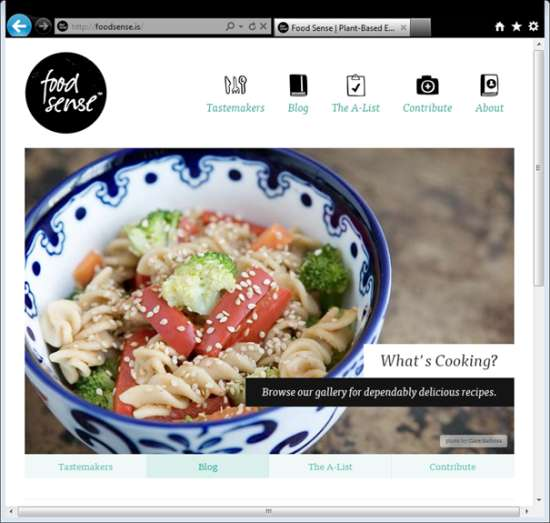 http://foodsense.is/
Food Sense | Plant-Based E...
food
sense™
Tastemakers
Blog
The A-List
Contribute
About
What's Cooking?
Browse our gallery for dependably delicious recipes.
Tastemakers
Blog
The A-List
Contribute